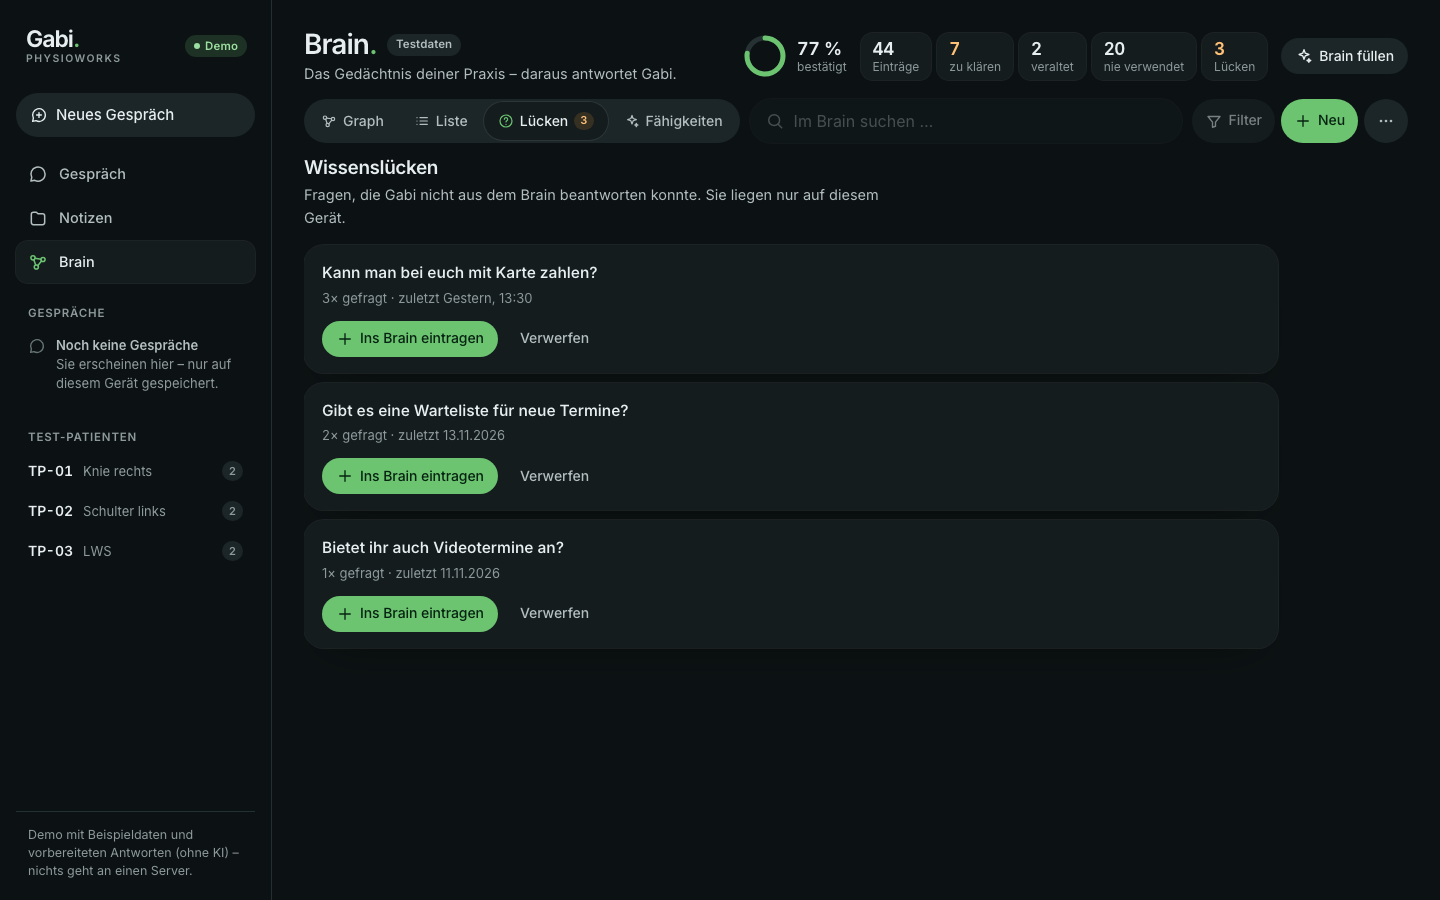 Gabi.
PHYSIOWORKS
Demo
Neues Gespräch
Gespräch
Notizen
Brain
GESPRÄCHE
Noch keine Gespräche
Sie erscheinen hier – nur auf
diesem Gerät gespeichert.
TEST-PATIENTEN
TP-01 Knie rechts 2
TP-02 Schulter links 2
TP-03 LWS 2
Demo mit Beispieldaten und
vorbereiteten Antworten (ohne KI) –
nichts geht an einen Server.
Brain. Testdaten
Das Gedächtnis deiner Praxis – daraus antwortet Gabi.
77 % bestätigt
44 Einträge
7 zu klären
2 veraltet
20 nie verwendet
3 Lücken
Brain füllen
Graph
Liste
Lücken 3
Fähigkeiten
Im Brain suchen ...
Filter
Neu
Wissenslücken
Fragen, die Gabi nicht aus dem Brain beantworten konnte. Sie liegen nur auf diesem
Gerät.
Kann man bei euch mit Karte zahlen?
3× gefragt · zuletzt Gestern, 13:30
Ins Brain eintragen Verwerfen
Gibt es eine Warteliste für neue Termine?
2× gefragt · zuletzt 13.11.2026
Ins Brain eintragen Verwerfen
Bietet ihr auch Videotermine an?
1× gefragt · zuletzt 11.11.2026
Ins Brain eintragen Verwerfen